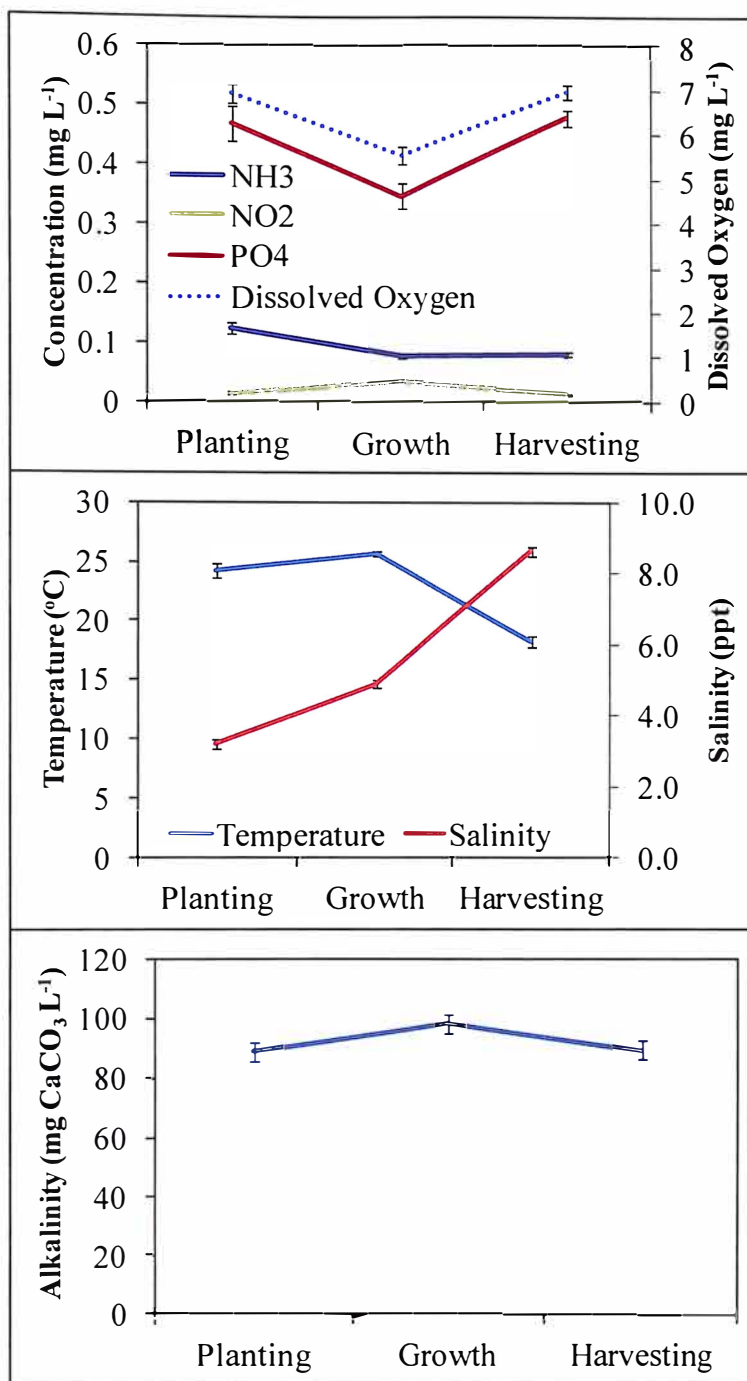 Concentration (mg L-1)
0.6
0.5
0.4
0.3
0.2
0.1
0
NH3
NO2
PO4
Dissolved Oxygen
8
7
6
5
4
3
2
1
0
Dissolved Oxygen (mg L-1)
Planting Growth Harvesting
Temperature (ºC)
30
25
20
15
10
5
0
Temperature Salinity
10.0
8.0
6.0
4.0
2.0
0.0
Salinity (ppt)
Planting Growth Harvesting
Alkalinity (mg CaCO3 L-1)
120
100
80
60
40
20
0
Planting Growth Harvesting